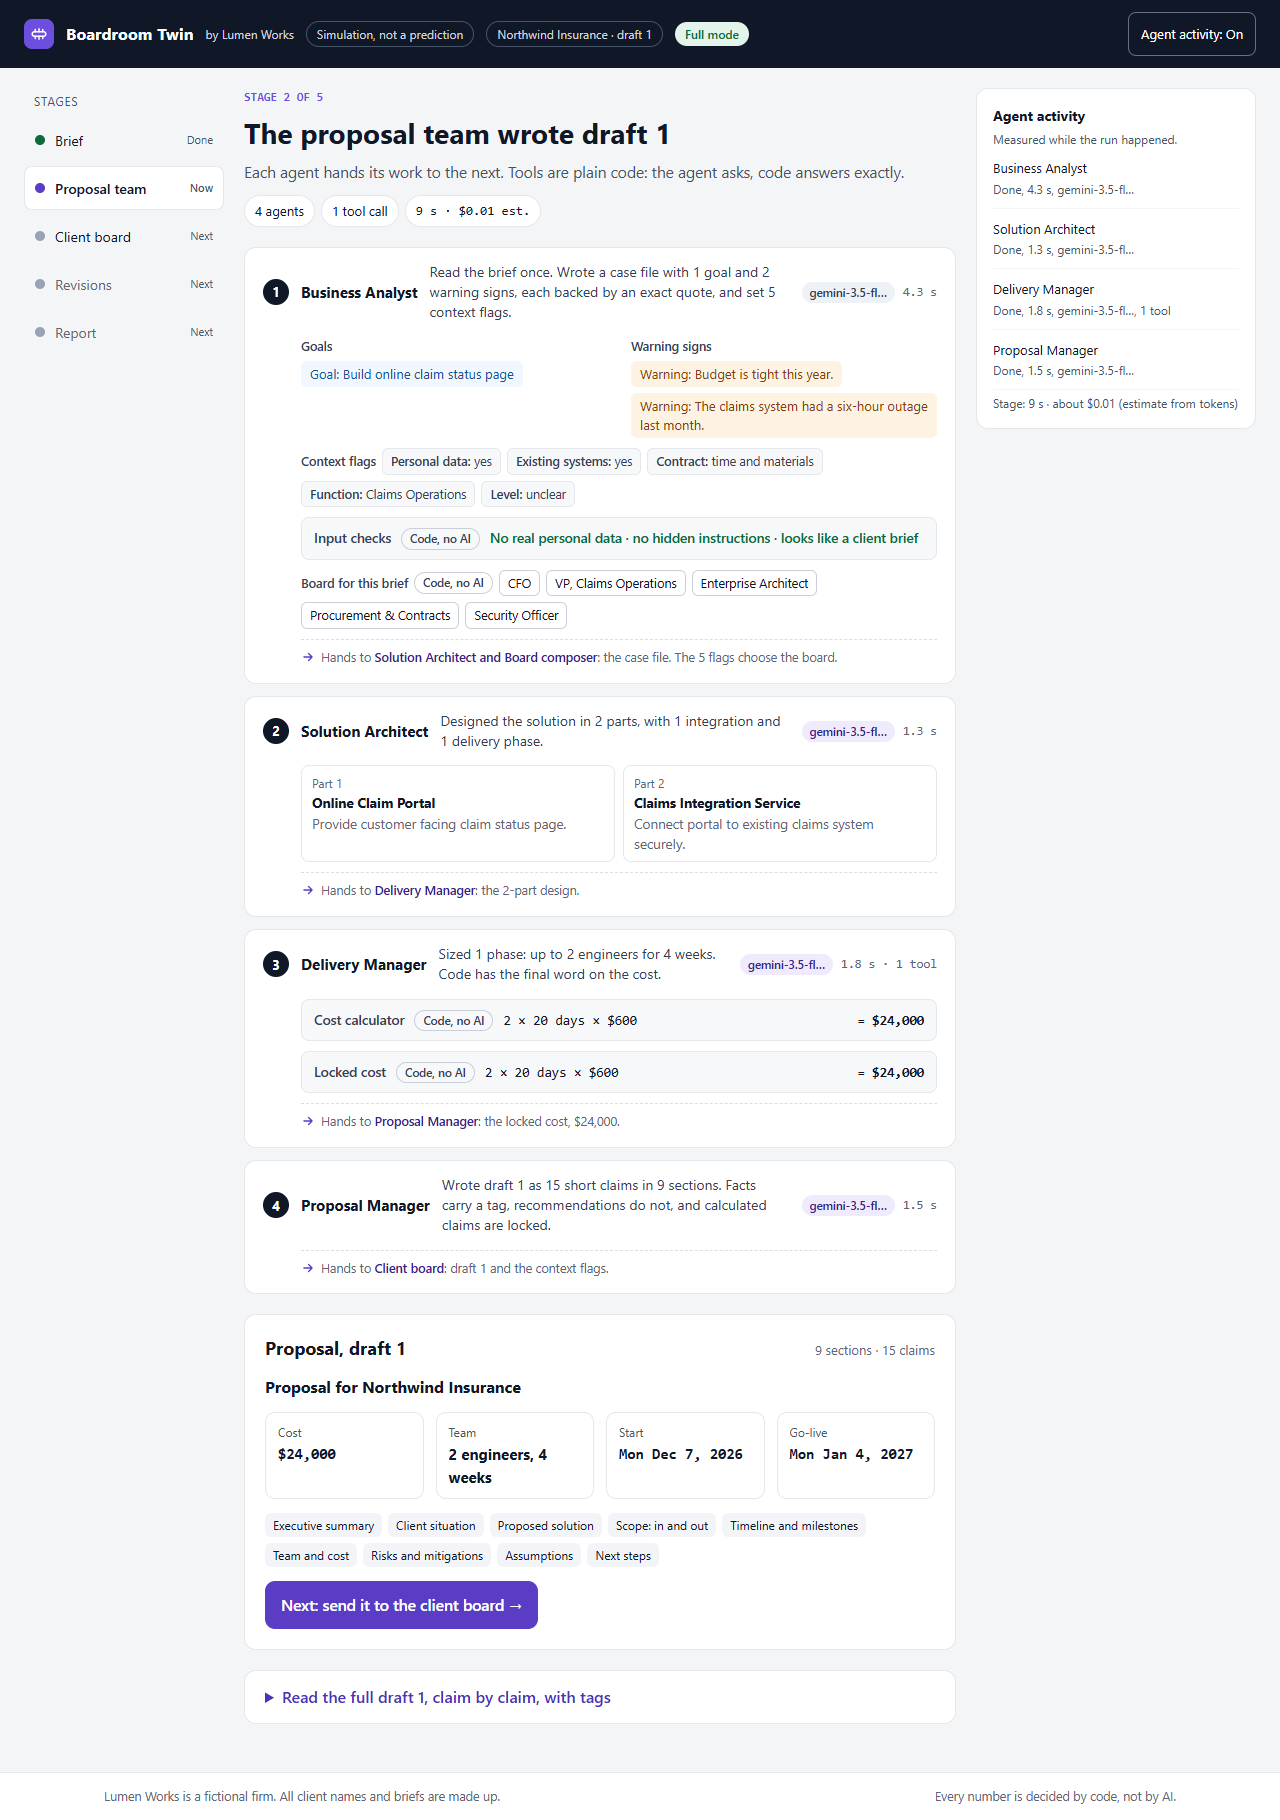 Boardroom Twin by Lumen Works Simulation, not a prediction Northwind Insurance · draft 1 Full mode Agent activity: On
STAGES
Brief Done
Proposal team Now
Client board Next
Revisions Next
Report Next
STAGE 2 OF 5
The proposal team wrote draft 1
Each agent hands its work to the next. Tools are plain code: the agent asks, code answers exactly.
4 agents 1 tool call 9 s · $0.01 est.
1 Business Analyst
Read the brief once. Wrote a case file with 1 goal and 2
warning signs, each backed by an exact quote, and set 5
context flags.
gemini-3.5-fl... 4.3 s
Goals
Goal: Build online claim status page
Warning signs
Warning: Budget is tight this year.
Warning: The claims system had a six-hour outage
last month.
Context flags Personal data: yes Existing systems: yes Contract: time and materials
Function: Claims Operations Level: unclear
Input checks Code, no AI No real personal data · no hidden instructions · looks like a client brief
Board for this brief Code, no AI CFO VP, Claims Operations Enterprise Architect
Procurement & Contracts Security Officer
→ Hands to Solution Architect and Board composer: the case file. The 5 flags choose the board.
2 Solution Architect
Designed the solution in 2 parts, with 1 integration and
1 delivery phase.
gemini-3.5-fl... 1.3 s
Part 1
Online Claim Portal
Provide customer facing claim status page.
Part 2
Claims Integration Service
Connect portal to existing claims system
securely.
→ Hands to Delivery Manager: the 2-part design.
3 Delivery Manager
Sized 1 phase: up to 2 engineers for 4 weeks.
Code has the final word on the cost.
gemini-3.5-fl... 1.8 s · 1 tool
Cost calculator Code, no AI 2 × 20 days × $600 = $24,000
Locked cost Code, no AI 2 × 20 days × $600 = $24,000
→ Hands to Proposal Manager: the locked cost, $24,000.
4 Proposal Manager
Wrote draft 1 as 15 short claims in 9 sections. Facts
carry a tag, recommendations do not, and calculated
claims are locked.
gemini-3.5-fl... 1.5 s
→ Hands to Client board: draft 1 and the context flags.
Proposal, draft 1 9 sections · 15 claims
Proposal for Northwind Insurance
Cost
$24,000
Team
2 engineers, 4
weeks
Start
Mon Dec 7, 2026
Go-live
Mon Jan 4, 2027
Executive summary Client situation Proposed solution Scope: in and out Timeline and milestones
Team and cost Risks and mitigations Assumptions Next steps
Next: send it to the client board →
▶ Read the full draft 1, claim by claim, with tags
Agent activity
Measured while the run happened.
Business Analyst
Done, 4.3 s, gemini-3.5-fl...
Solution Architect
Done, 1.3 s, gemini-3.5-fl...
Delivery Manager
Done, 1.8 s, gemini-3.5-fl..., 1 tool
Proposal Manager
Done, 1.5 s, gemini-3.5-fl...
Stage: 9 s · about $0.01 (estimate from tokens)
Lumen Works is a fictional firm. All client names and briefs are made up. Every number is decided by code, not by AI.